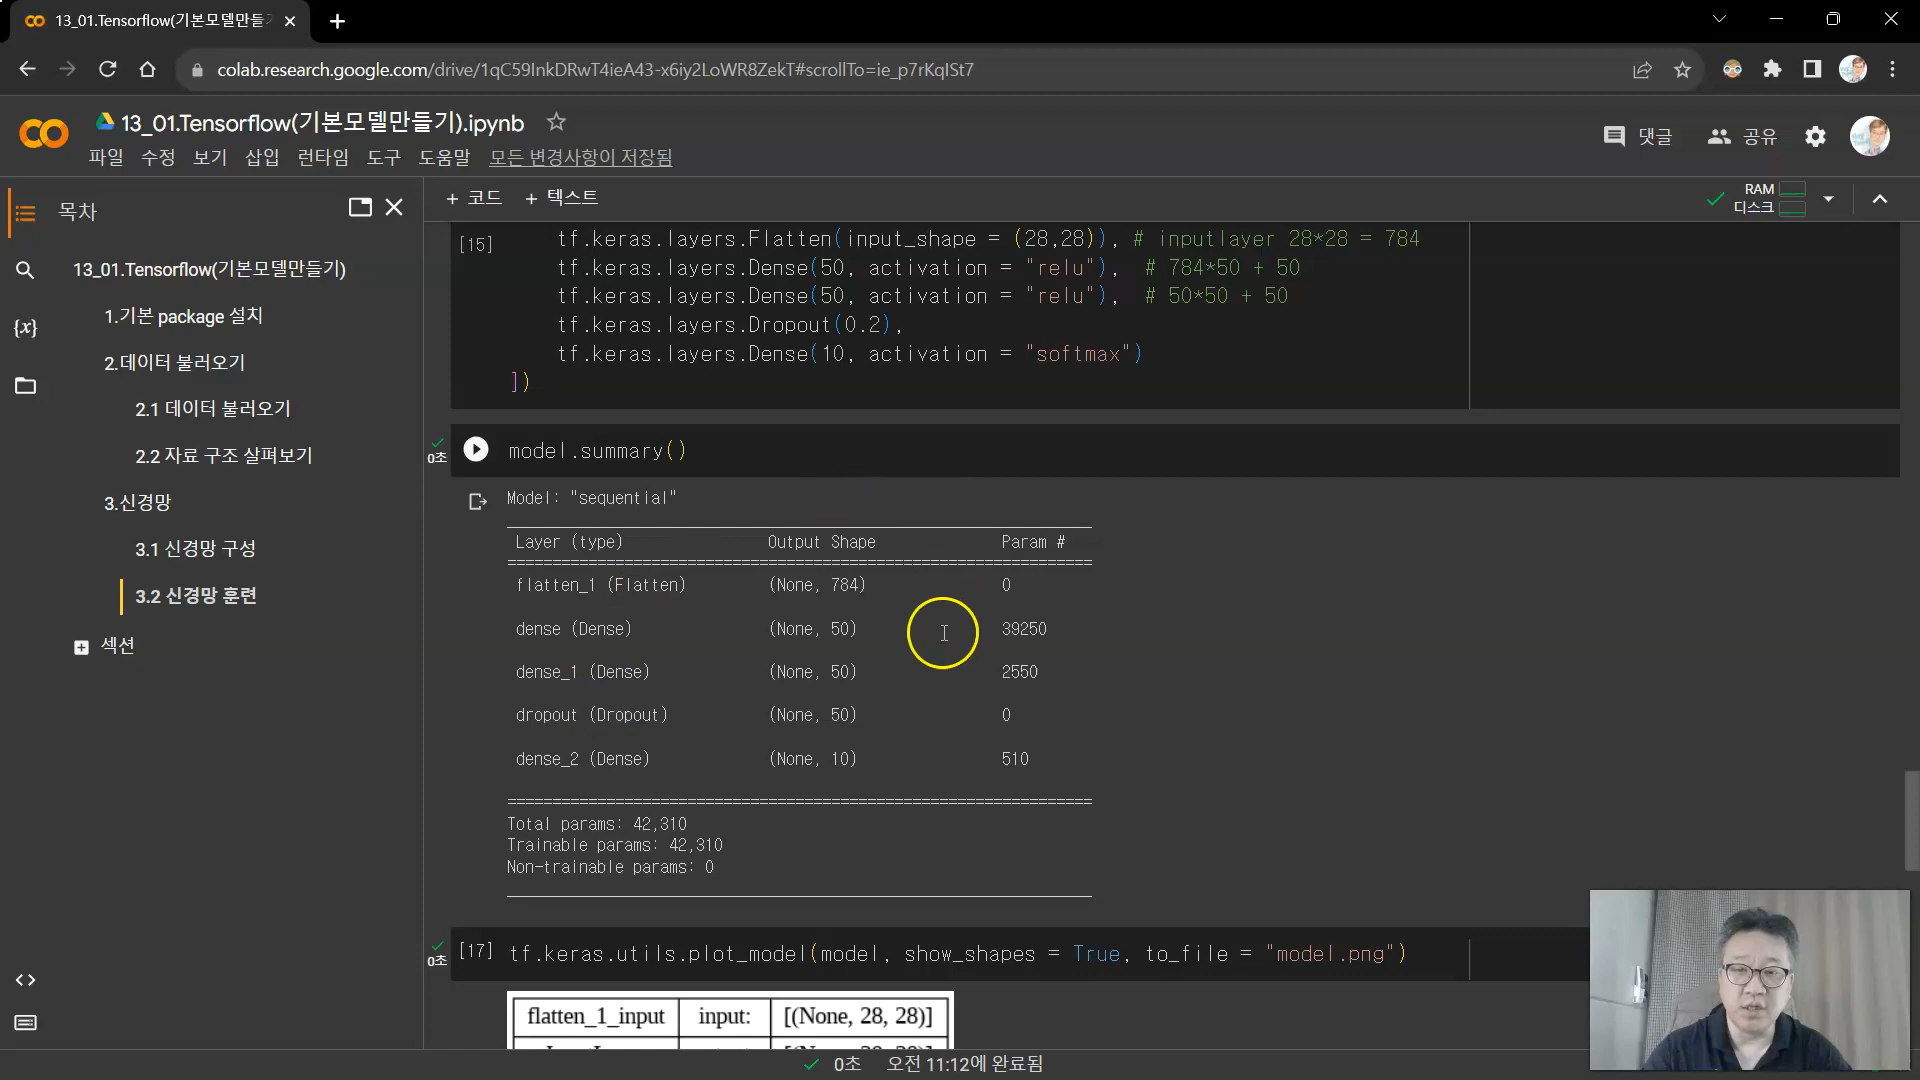 13_01.Tensorflow(기본모델만들기
colab.research.google.com/drive/1qC59InkDRwT4ieA43-x6iy2LoWR8ZekT#scrollTo=ie_p7rKqISt7
13_01.Tensorflow(기본모델만들기).ipynb
파일 수정 보기 삽입 런타임 도구 도움말 모든 변경사항이 저장됨
댓글 공유
목차
+ 코드 + 텍스트
RAM
디스크
13_01.Tensorflow(기본모델만들기)
1.기본 package 설치
2.데이터 불러오기
2.1 데이터 불러오기
2.2 자료 구조 살펴보기
3.신경망
3.1 신경망 구성
3.2 신경망 훈련
섹션
[15] tf.keras.layers.Flatten(input_shape = (28,28)), # inputlayer 28*28 = 784
tf.keras.layers.Dense(50, activation = "relu"), # 784*50 + 50
tf.keras.layers.Dense(50, activation = "relu"), # 50*50 + 50
tf.keras.layers.Dropout(0.2),
tf.keras.layers.Dense(10, activation = "softmax")
])
0초 model.summary()
Model: "sequential"
Layer (type) Output Shape Param #
flatten_1 (Flatten) (None, 784) 0
dense (Dense) (None, 50) 39250
dense_1 (Dense) (None, 50) 2550
dropout (Dropout) (None, 50) 0
dense_2 (Dense) (None, 10) 510
Total params: 42,310
Trainable params: 42,310
Non-trainable params: 0
0초 [17] tf.keras.utils.plot_model(model, show_shapes = True, to_file = "model.png")
flatten_1_input input: [(None, 28, 28)]
0초 오전 11:12에 완료됨